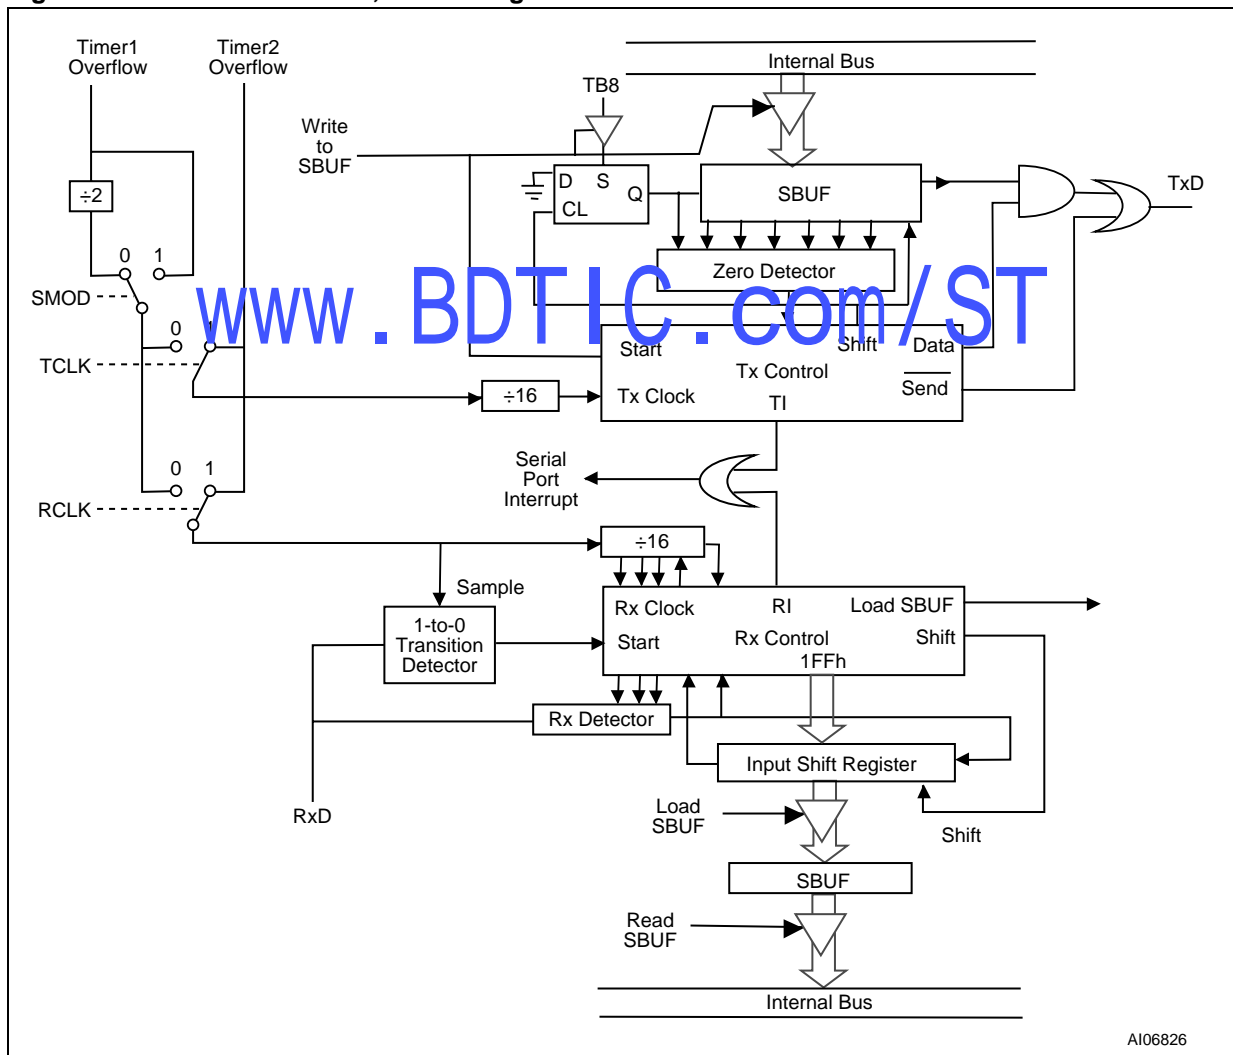 Timer1
Overflow
Timer2
Overflow
Internal Bus
TB8
Write
to
SBUF
÷2
D S
Q
CL
SBUF
TxD
0 1
Zero Detector
SMOD
www.BDTIC.com/ST
0 1
TCLK
Start
Shift
Data
Tx Control
Send
÷16
Tx Clock
TI
0 1
Serial
Port
Interrupt
RCLK
÷16
Sample
Rx Clock
RI
Load SBUF
1-to-0
Transition
Detector
Start
Rx Control
Shift
1FFh
Rx Detector
Input Shift Register
RxD
Load
SBUF
Shift
SBUF
Read
SBUF
Internal Bus
AI06826